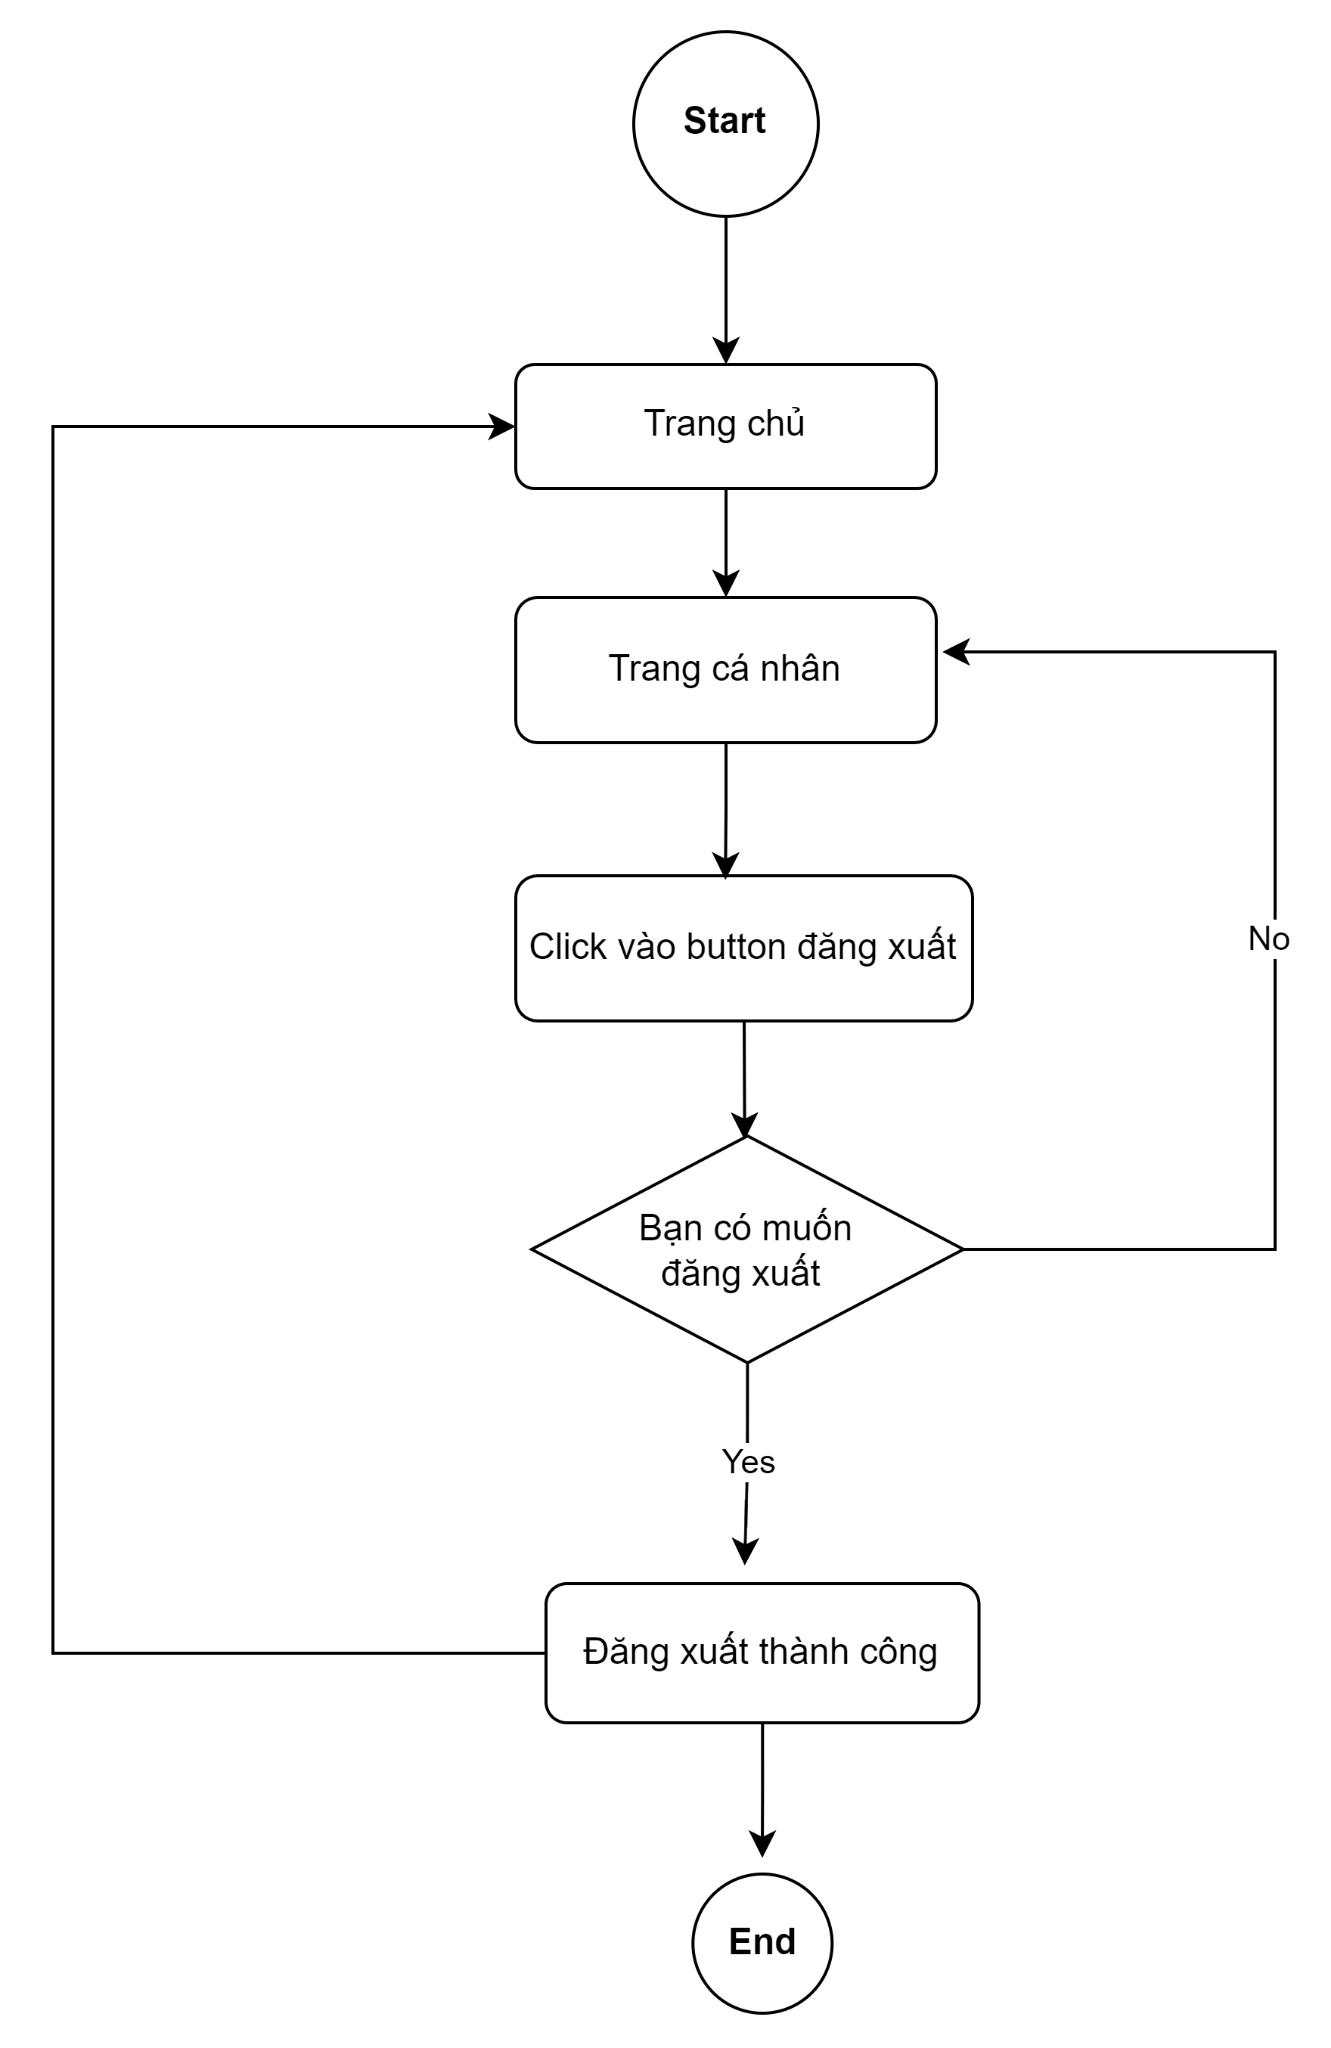 Start
Trang chủ
Trang cá nhân
Click vào button đăng xuất
No
Bạn có muốn
đăng xuất
Yes
Đăng xuất thành công
End